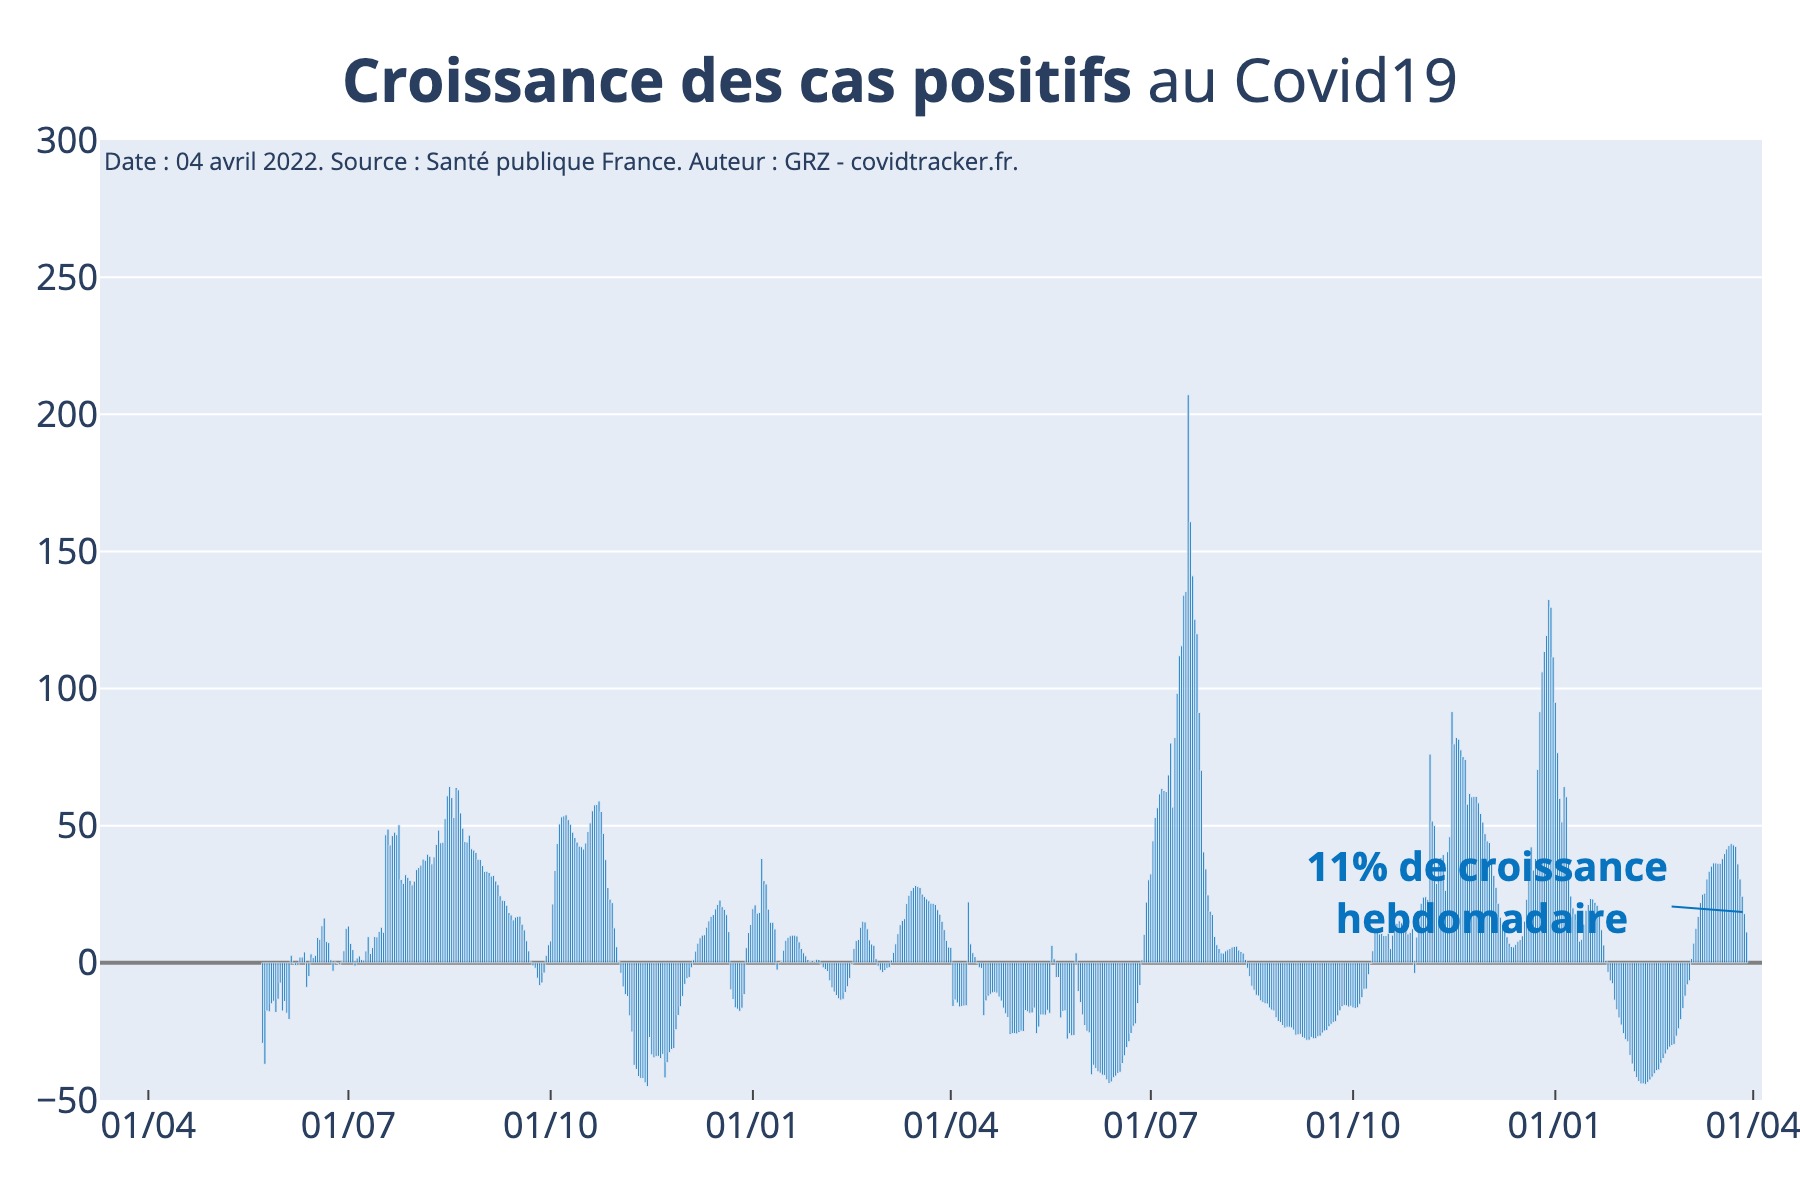 Croissance des cas positifs au Covid19
300
Date : 04 avril 2022. Source : Santé publique France. Auteur : GRZ - covidtracker.fr.
250
200
150
100
50
11% de croissance
hebdomadaire
0
−50
01/04 01/07 01/10 01/01 01/04 01/07 01/10 01/01 01/04